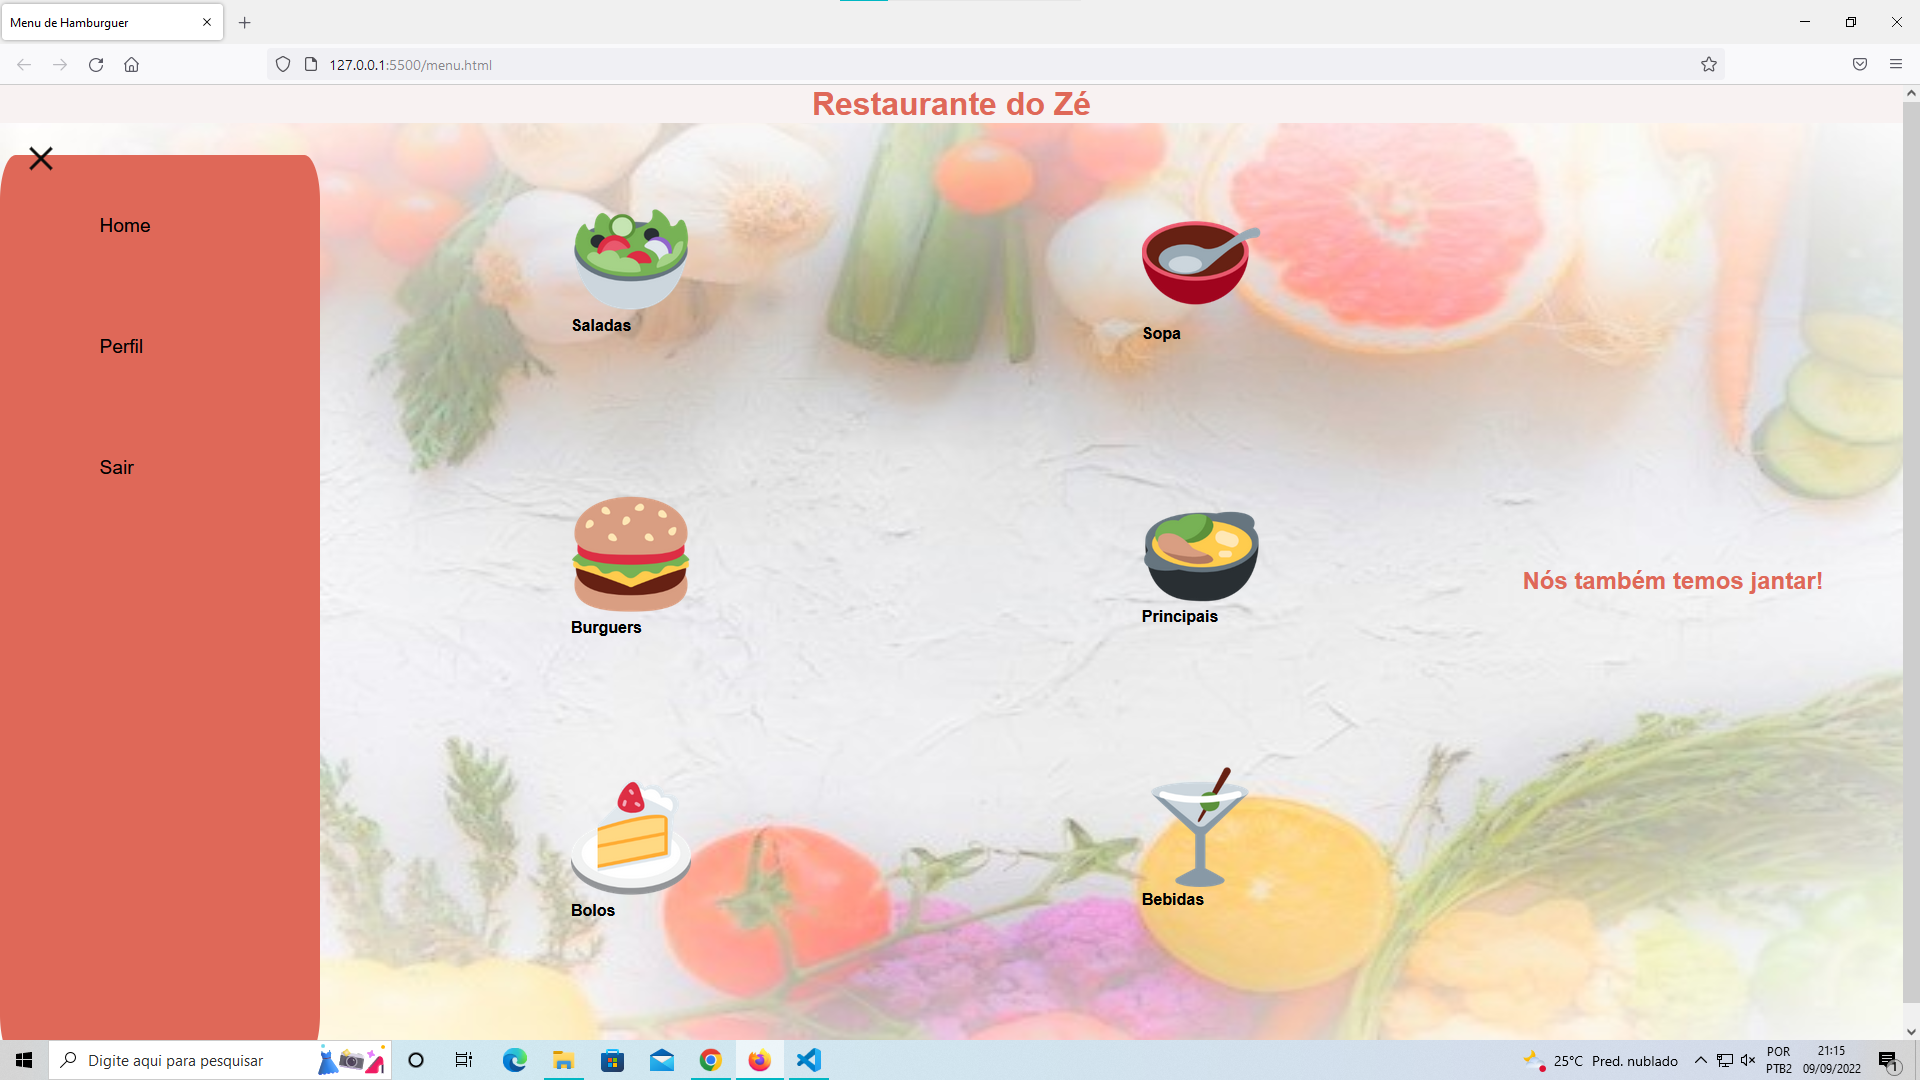 Menu de Hamburguer
127.0.0.1:5500/menu.html
Restaurante do Zé
Home
Perfil
Sair
Saladas
Sopa
Burguers
Principais
Nós também temos jantar!
Bolos
Bebidas
Digite aqui para pesquisar
25°C Pred. nublado
POR
PTB2
21:15
09/09/2022
1